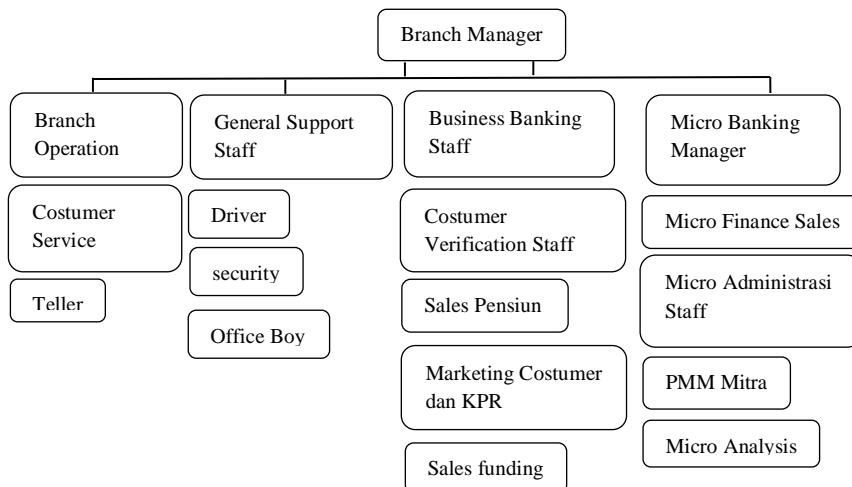 Branch Manager
Branch
Operation
General Support
Staff
Business Banking
Staff
Micro Banking
Manager
Costumer
Service
Driver
Costumer
Verification Staff
Micro Finance Sales
Teller
security
Sales Pensiun
Micro Administrasi
Staff
Office Boy
Marketing Costumer
dan KPR
PMM Mitra
Sales funding
Micro Analysis